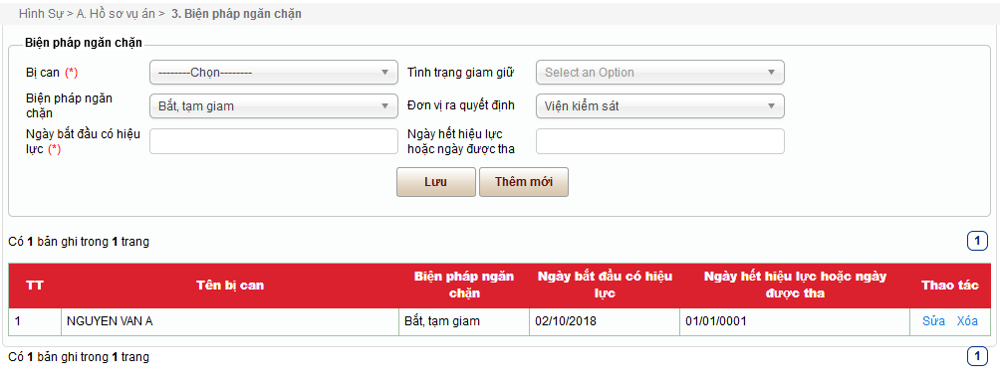 Hình Sự > A. Hồ sơ vụ án > 3. Biện pháp ngăn chặn
Biện pháp ngăn chặn
Bị can (*) --------Chọn-------- Tình trạng giam giữ Select an Option
Biện pháp ngăn chặn Bắt, tạm giam Đơn vị ra quyết định Viện kiểm sát
Ngày bắt đầu có hiệu lực (*) Ngày hết hiệu lực hoặc ngày được tha
Lưu Thêm mới
Có 1 bản ghi trong 1 trang 1
TT Tên bị can Biện pháp ngăn chặn Ngày bắt đầu có hiệu lực Ngày hết hiệu lực hoặc ngày được tha Thao tác
1 NGUYEN VAN A Bắt, tạm giam 02/10/2018 01/01/0001 Sửa Xóa
Có 1 bản ghi trong 1 trang 1